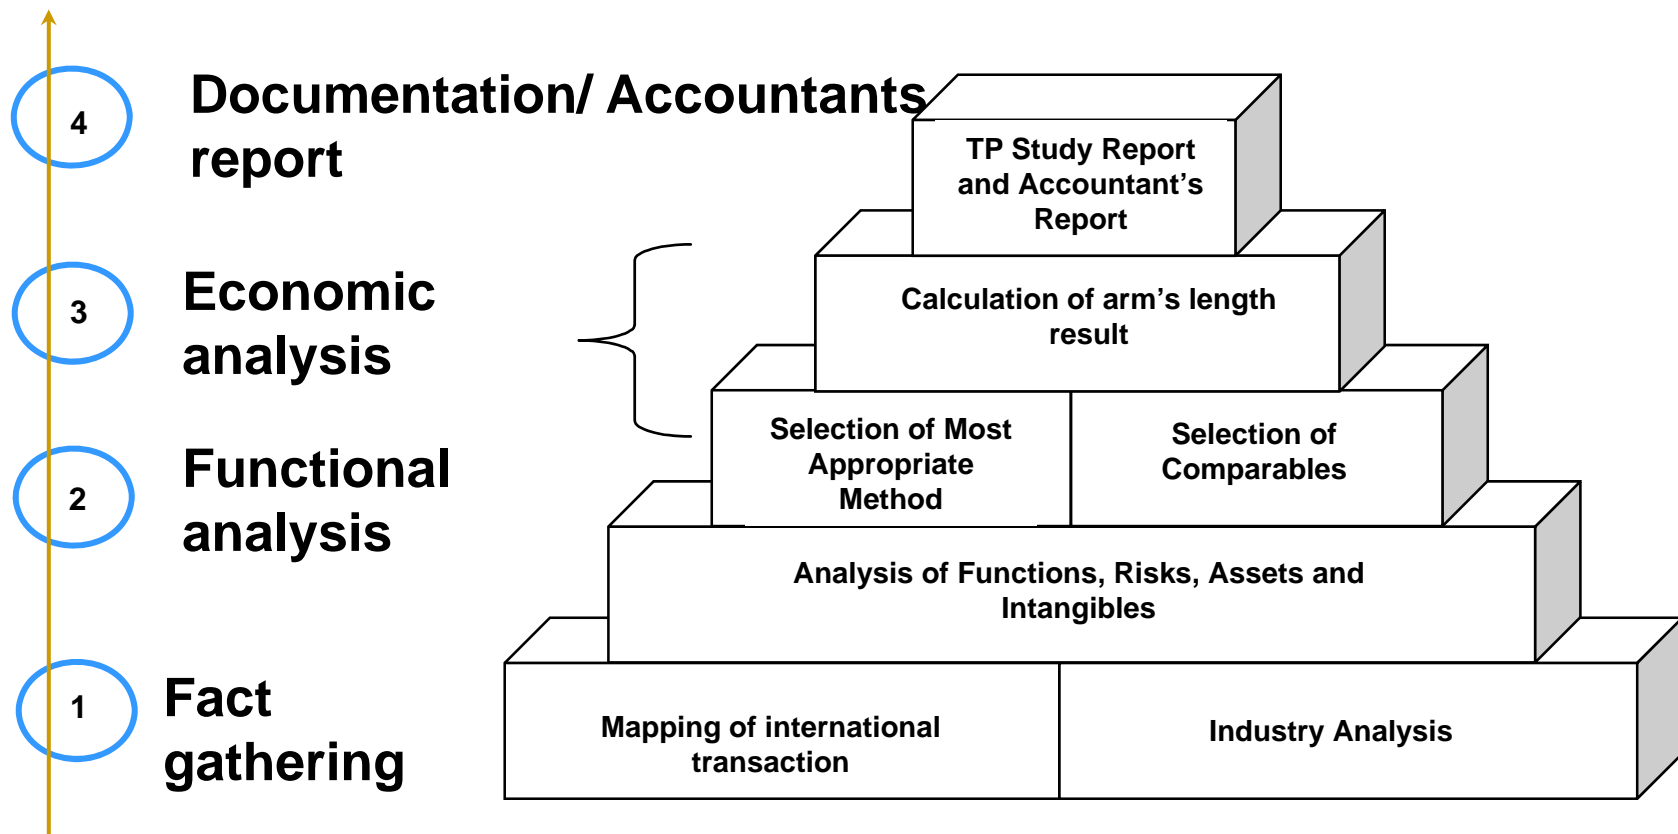 4
Documentation/ Accountants
report
TP Study Report
and Accountant’s
Report
3
Economic
analysis
Calculation of arm’s length
result
2
Functional
analysis
Selection of Most
Appropriate
Method
Selection of
Comparables
Analysis of Functions, Risks, Assets and
Intangibles
1
Fact
gathering
Mapping of international
transaction
Industry Analysis